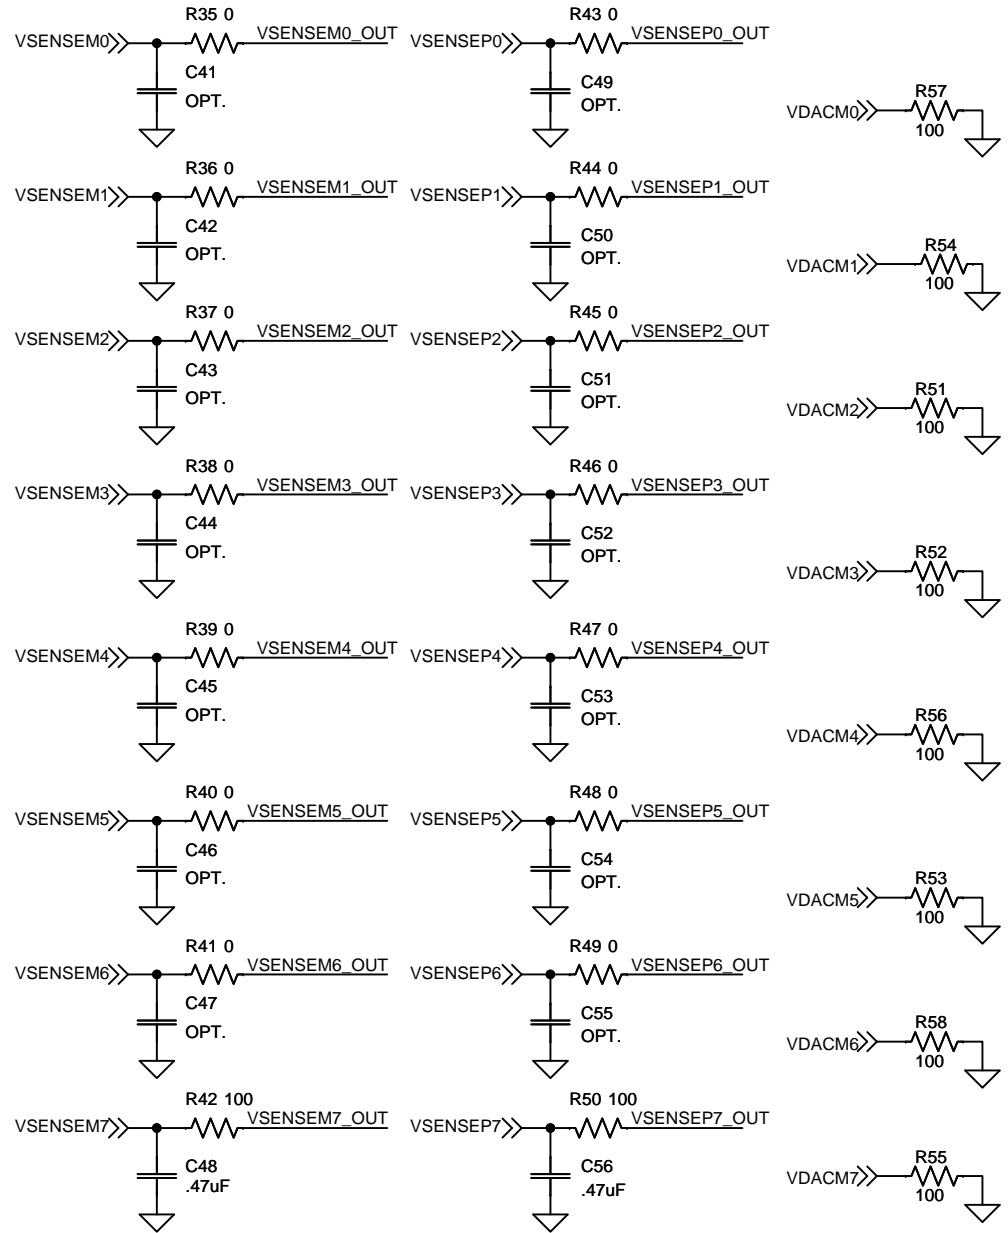 R35 0
VSENSEM0
VSENSEM0_OUT
C41
OPT.
R43 0
VSENSEP0
VSENSEP0_OUT
C49
OPT.
VDACM0
R57
100
R36 0
VSENSEM1
VSENSEM1_OUT
C42
OPT.
R44 0
VSENSEP1
VSENSEP1_OUT
C50
OPT.
VDACM1
R54
100
R37 0
VSENSEM2
VSENSEM2_OUT
C43
OPT.
R45 0
VSENSEP2
VSENSEP2_OUT
C51
OPT.
VDACM2
R51
100
R38 0
VSENSEM3
VSENSEM3_OUT
C44
OPT.
R46 0
VSENSEP3
VSENSEP3_OUT
C52
OPT.
VDACM3
R52
100
R39 0
VSENSEM4
VSENSEM4_OUT
C45
OPT.
R47 0
VSENSEP4
VSENSEP4_OUT
C53
OPT.
VDACM4
R56
100
R40 0
VSENSEM5
VSENSEM5_OUT
C46
OPT.
R48 0
VSENSEP5
VSENSEP5_OUT
C54
OPT.
VDACM5
R53
100
R41 0
VSENSEM6
VSENSEM6_OUT
C47
OPT.
R49 0
VSENSEP6
VSENSEP6_OUT
C55
OPT.
VDACM6
R58
100
R42 100
VSENSEM7
VSENSEM7_OUT
C48
.47uF
R50 100
VSENSEP7
VSENSEP7_OUT
C56
.47uF
VDACM7
R55
100